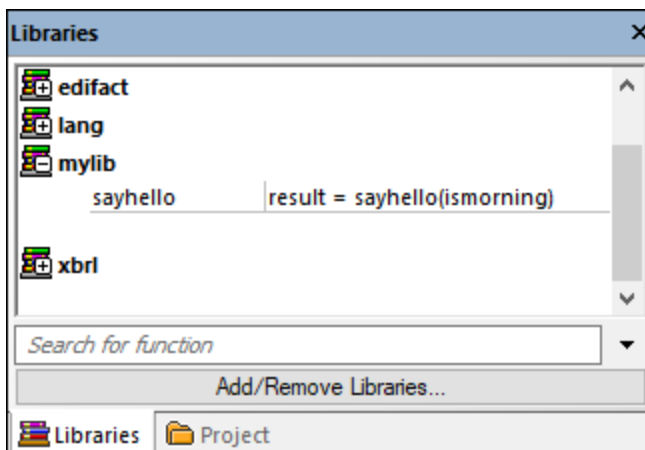 Libraries
edifact
lang
mylib
sayhello result = sayhello(ismorning)
xbrl
Search for function
Add/Remove Libraries...
Libraries Project